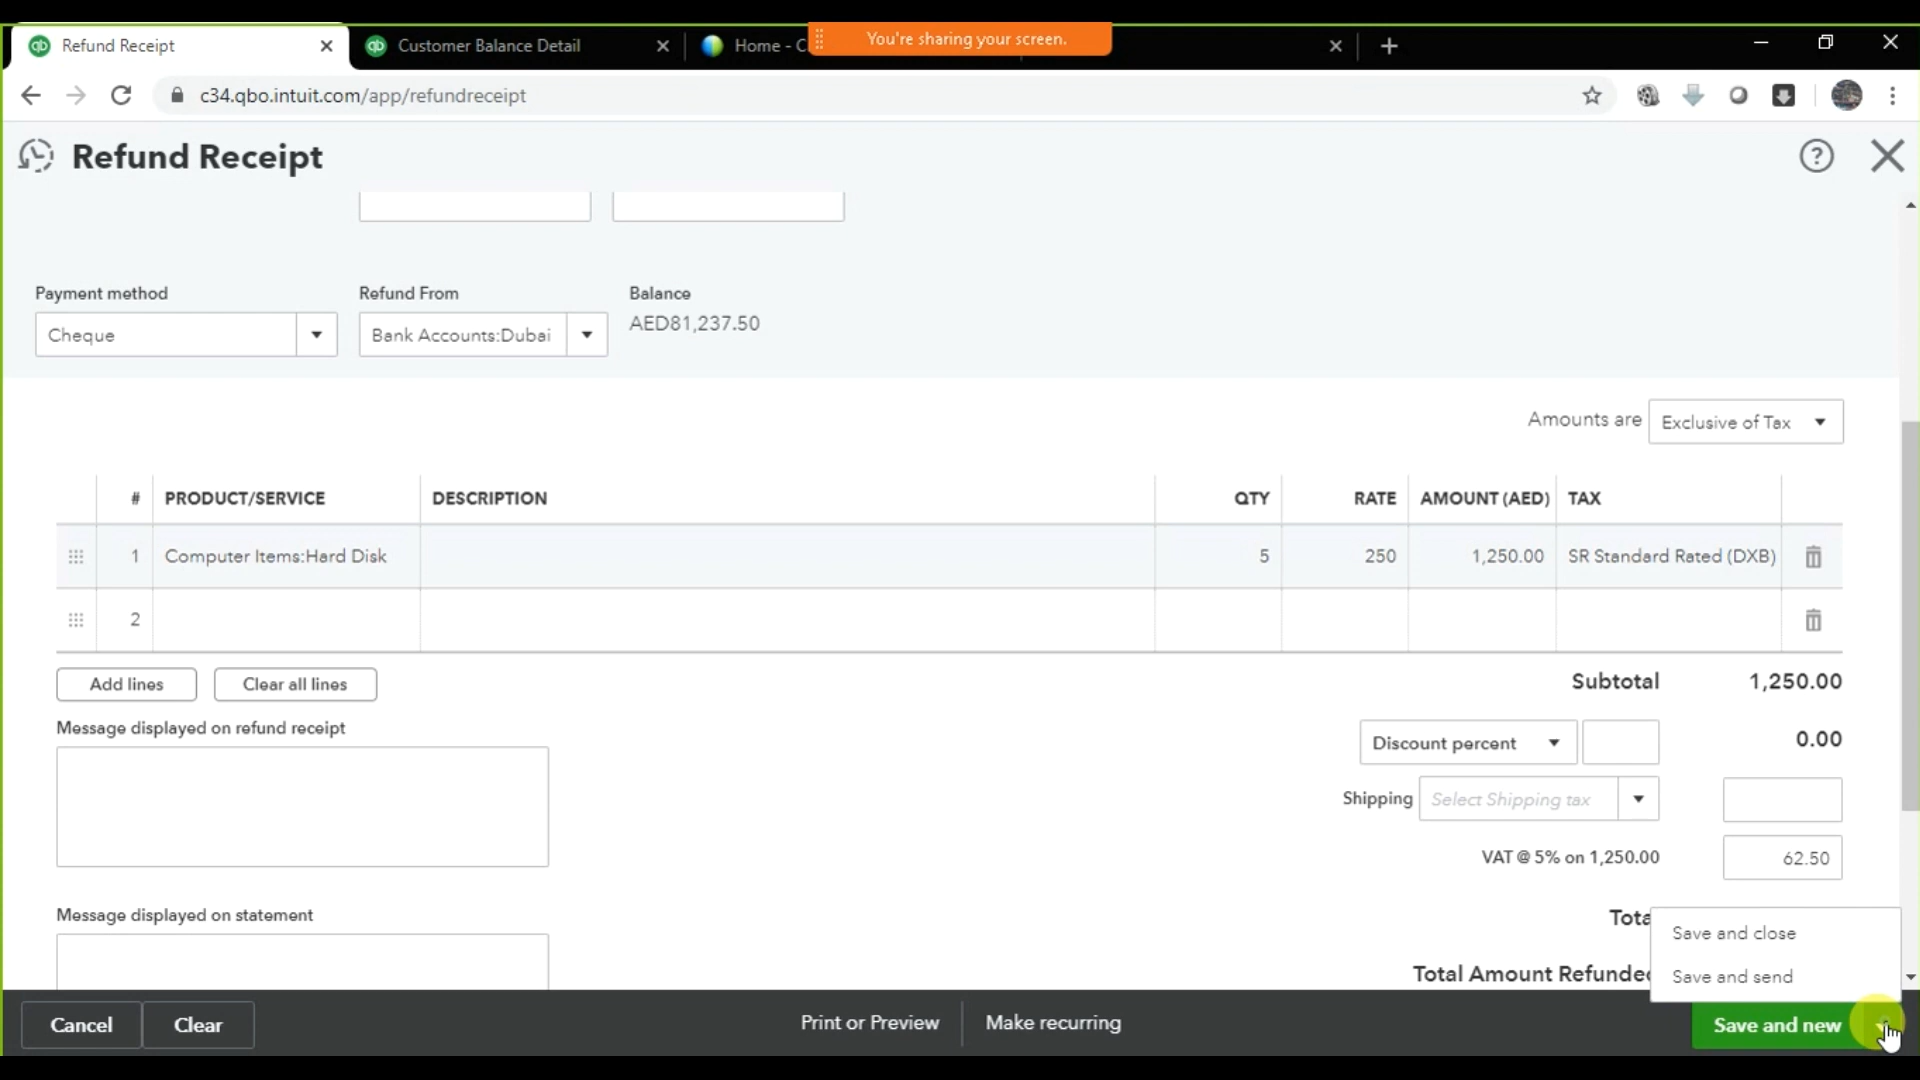 Refund Receipt
Customer Balance Detail
Home - C
You're sharing your screen.
c34.qbo.intuit.com/app/refundreceipt
Refund Receipt
Payment method
Refund From
Balance
Cheque
Bank Accounts:Dubai
AED81,237.50
Amounts are
Exclusive of Tax
# PRODUCT/SERVICE DESCRIPTION QTY RATE AMOUNT (AED) TAX
1 Computer Items:Hard Disk 5 250 1,250.00 SR Standard Rated (DXB)
2
Add lines
Clear all lines
Subtotal 1,250.00
Message displayed on refund receipt
Discount percent 0.00
Shipping Select Shipping tax
VAT @ 5% on 1,250.00 62.50
Message displayed on statement
Tota
Save and close
Total Amount Refunded
Save and send
Cancel
Clear
Print or Preview
Make recurring
Save and new